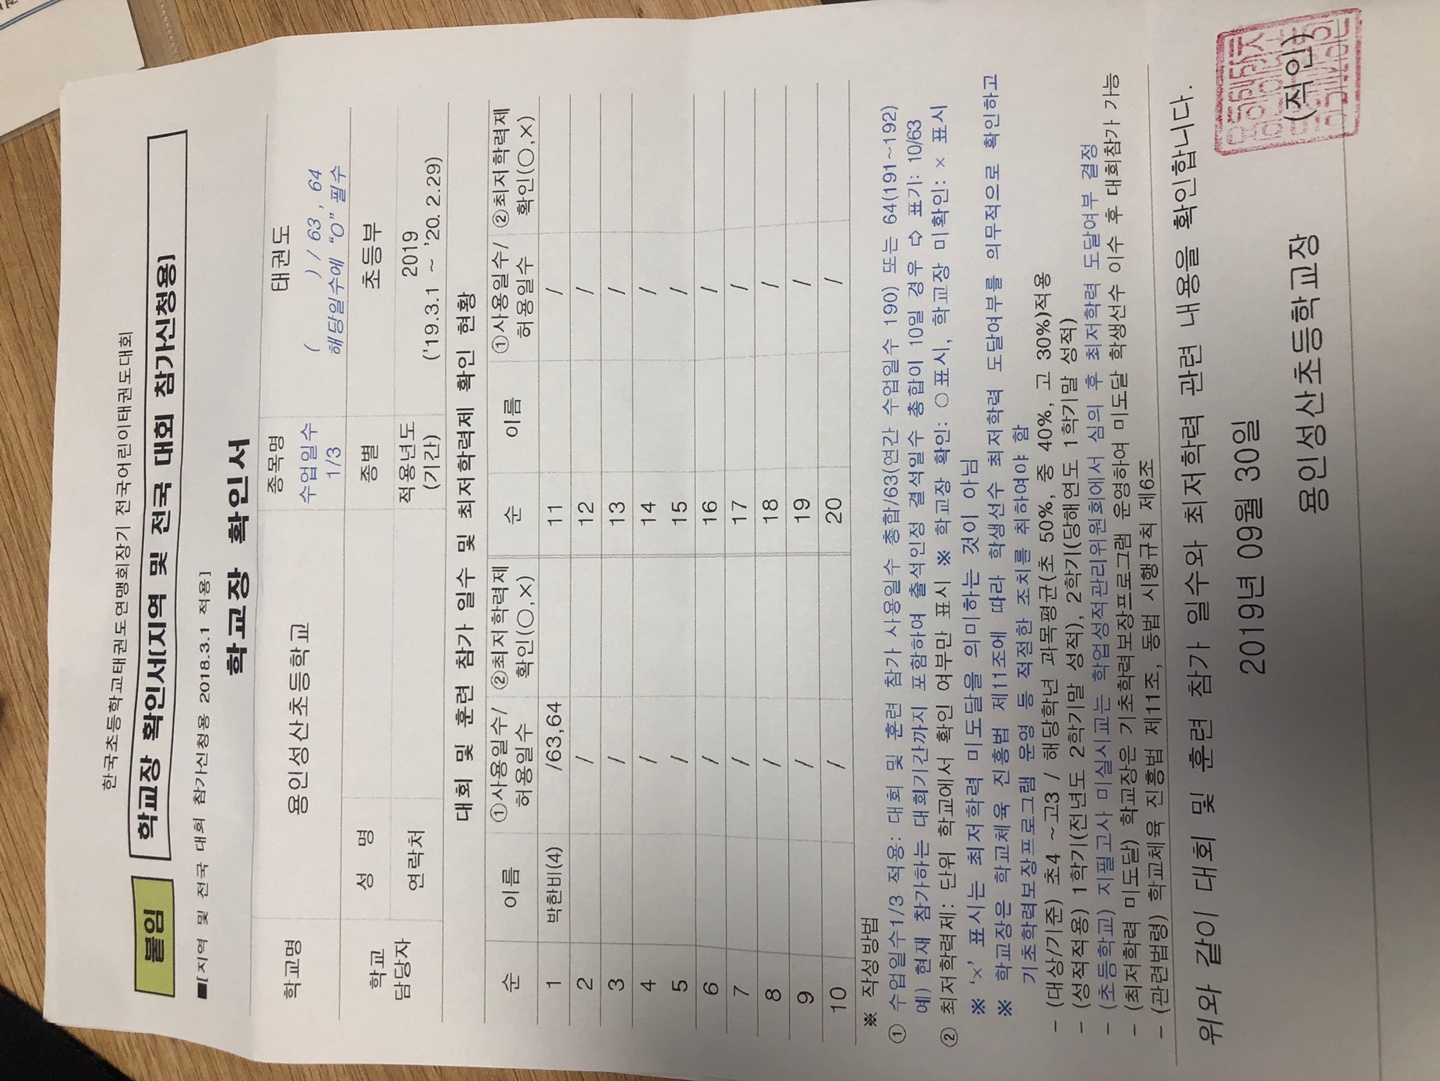 한국초등학교태권도연맹회장기 전국어린이태권도대회
붙임 학교장 확인서(지역 및 전국 대회 참가신청용)
■[지역 및 전국 대회 참가신청용 2018.3.1 적용]
학교장 확인서
학교명 용인성산초등학교 종목명 태권도
수업일수 1/3 ( ) / 63, 64
해당일수에 "O" 필수
학교 담당자 성 명 종별 초등부
연락처 적용년도 (기간) 2019
('19.3.1 ~ '20.2.29)
대회 및 훈련 참가 일수 및 최저학력제 확인 현황
순 이름 ①사용일수/허용일수 ②최저학력제 확인(○,×) 순 이름 ①사용일수/허용일수 ②최저학력제 확인(○,×)
1 박한비(4) /63,64 11 /
2 / 12 /
3 / 13 /
4 / 14 /
5 / 15 /
6 / 16 /
7 / 17 /
8 / 18 /
9 / 19 /
10 / 20 /
※ 작성방법
① 수업일수1/3 적용: 대회 및 훈련 참가 사용일수 총합/63(연간 수업일수 190) 또는 64(191~192)
예) 현재 참가하는 대회기간까지 포함하여 출석인정 결석일수 총합이 10일 경우 ⇨ 표기: 10/63
② 최저학력제: 단위 학교에서 확인 여부만 표시 ※ 학교장 확인: ○표시, 학교장 미확인: × 표시
※ '×' 표시는 최저학력 미도달을 의미하는 것이 아님
※ 학교장은 학교체육 진흥법 제11조에 따라 학생선수 최저학력 도달여부를 의무적으로 확인하고
기초학력보장프로그램 운영 등 적절한 조치를 취하여야 함
- (대상/기준) 초4 ~고3 / 해당학년 과목평균(초 50%, 중 40%, 고 30%)적용
- (성적적용) 1학기(전년도 2학기말 성적), 2학기(당해연도 1학기말 성적)
- (초등학교) 지필고사 미실시교는 학업성적관리위원회에서 심의 후 최저학력 도달여부 결정
- (최저학력 미도달) 학교장은 기초학력보장프로그램 운영하여 미도달 학생선수 이수 후 대회참가 가능
- (관련법령) 학교체육 진흥법 제11조, 동법 시행규칙 제6조
위와 같이 대회 및 훈련 참가 일수와 최저학력 관련 내용을 확인합니다.
2019년 09월 30일
용인성산초등학교장 (직인)